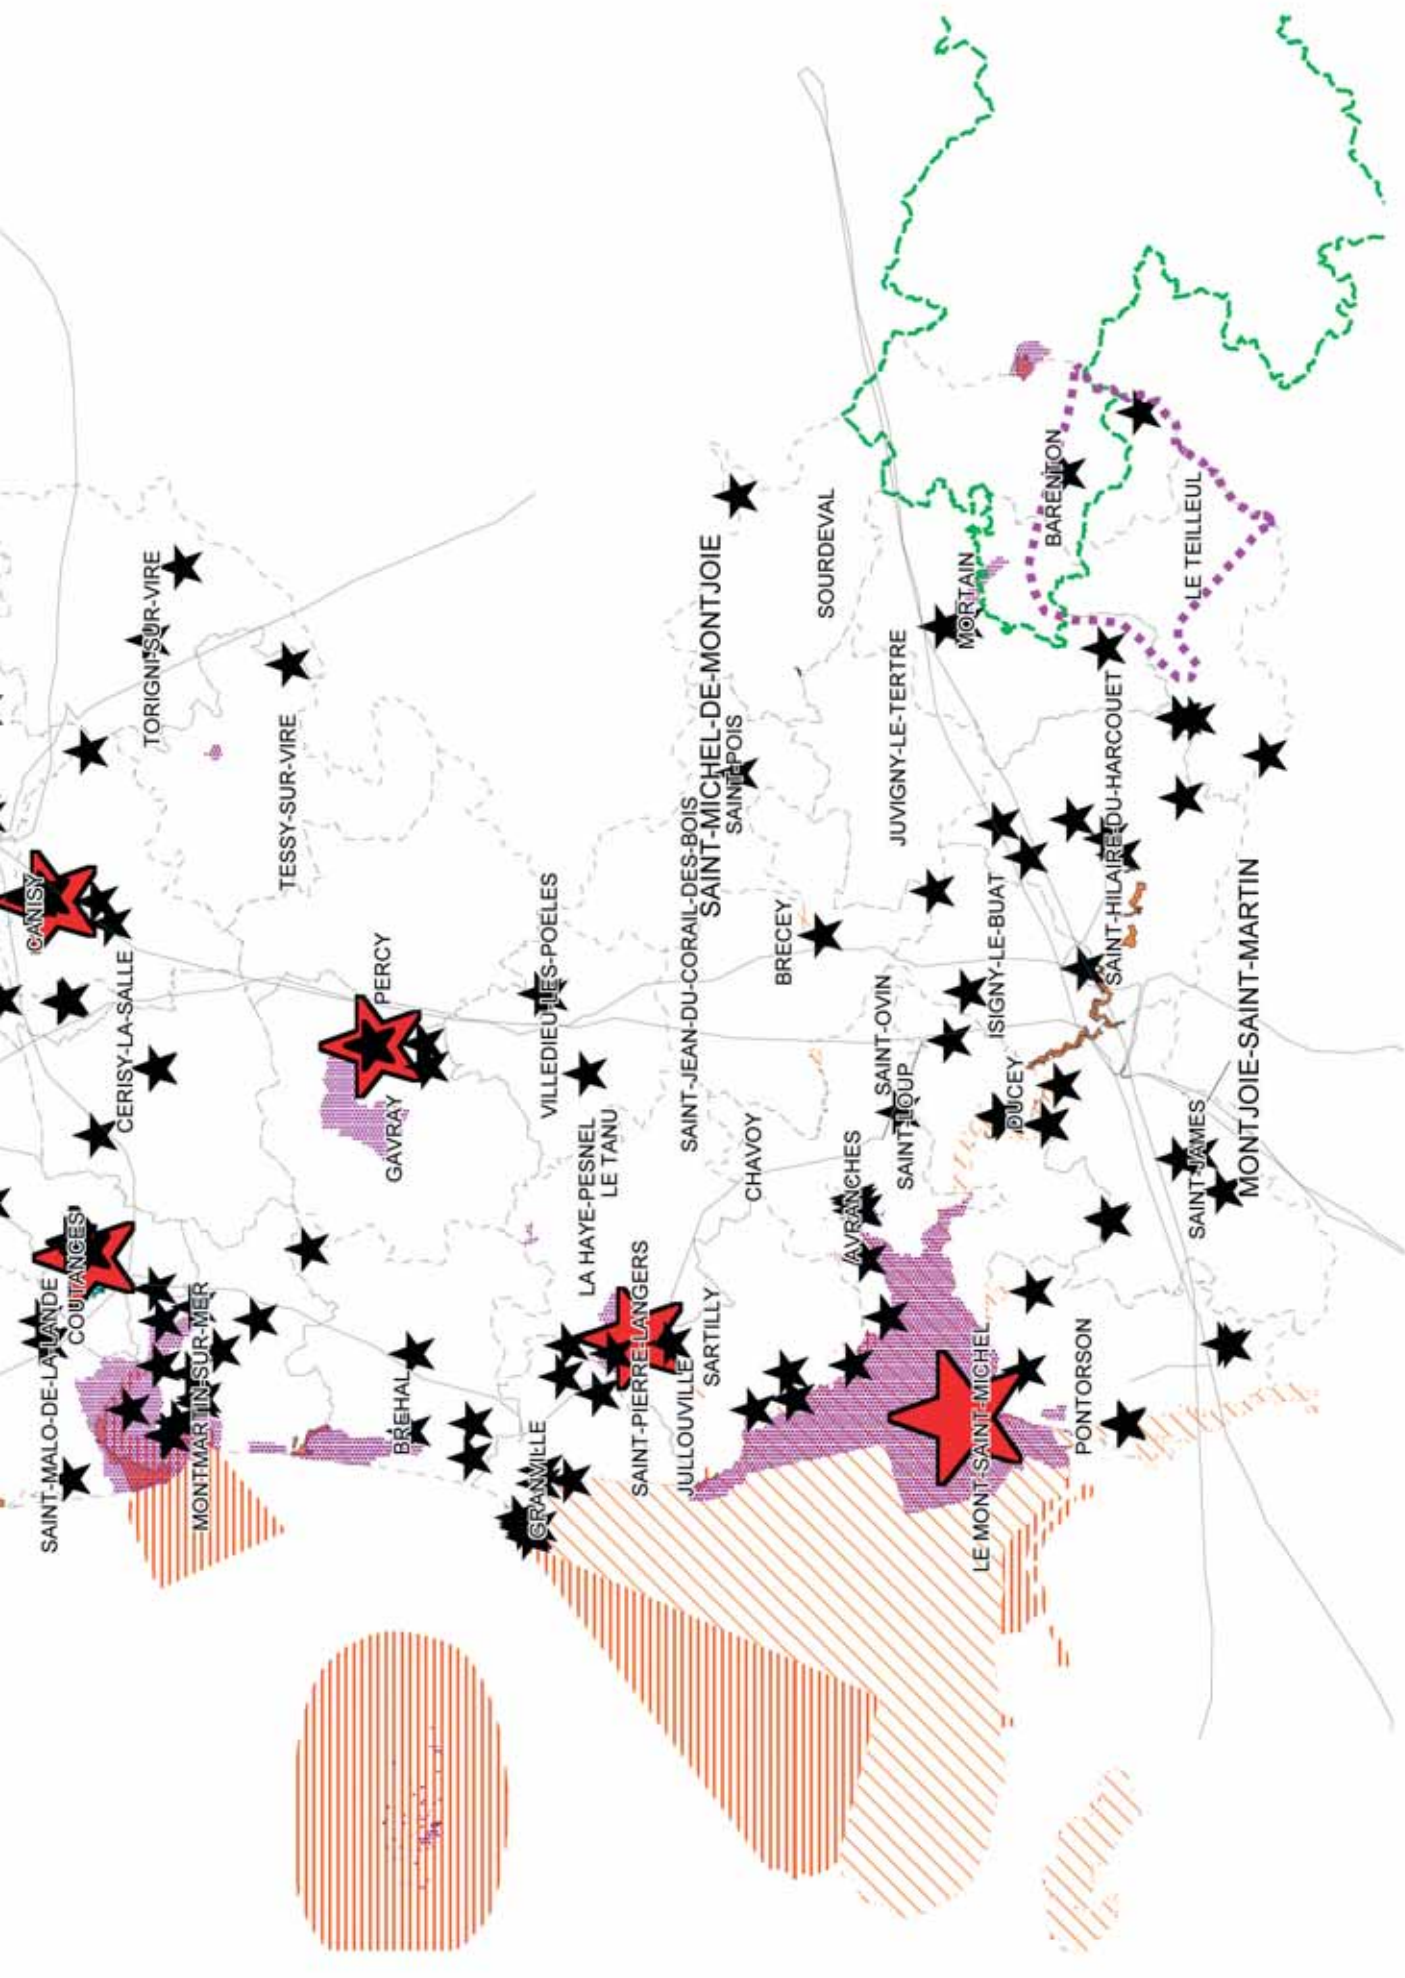 CANISY
SAINT-MALO-DE-LA-LANDE
COUTANCES
CERISY-LA-SALLE
TORIGNI-SUR-VIRE
MONTMARTIN-SUR-MER
TESSY-SUR-VIRE
PERCY
GAVRAY
BREHAL
GRANVILLE
VILLEDIEU-LES-POELES
LA HAYE-PESNEL
LE TANU
SAINT-PIERRE-LANGERS
JULLOUVILLE
SARTILLY
SAINT-JEAN-DU-CORAIL-DES-BOIS
SAINT-MICHEL-DE-MONTJOIE
SAINT-POIS
CHAVOY
BRECEY
SOURDEVAL
AVRANCHES
SAINT-OVIN
SAINT-LOUP
JUVIGNY-LE-TERTRE
MORTAIN
LE MONT-SAINT-MICHEL
ISIGNY-LE-BUAT
DUCEY
BARENTON
PONTORSON
SAINT-HILAIRE-DU-HARCOUET
SAINT-JAMES
LE TEILLEUL
MONTJOIE-SAINT-MARTIN